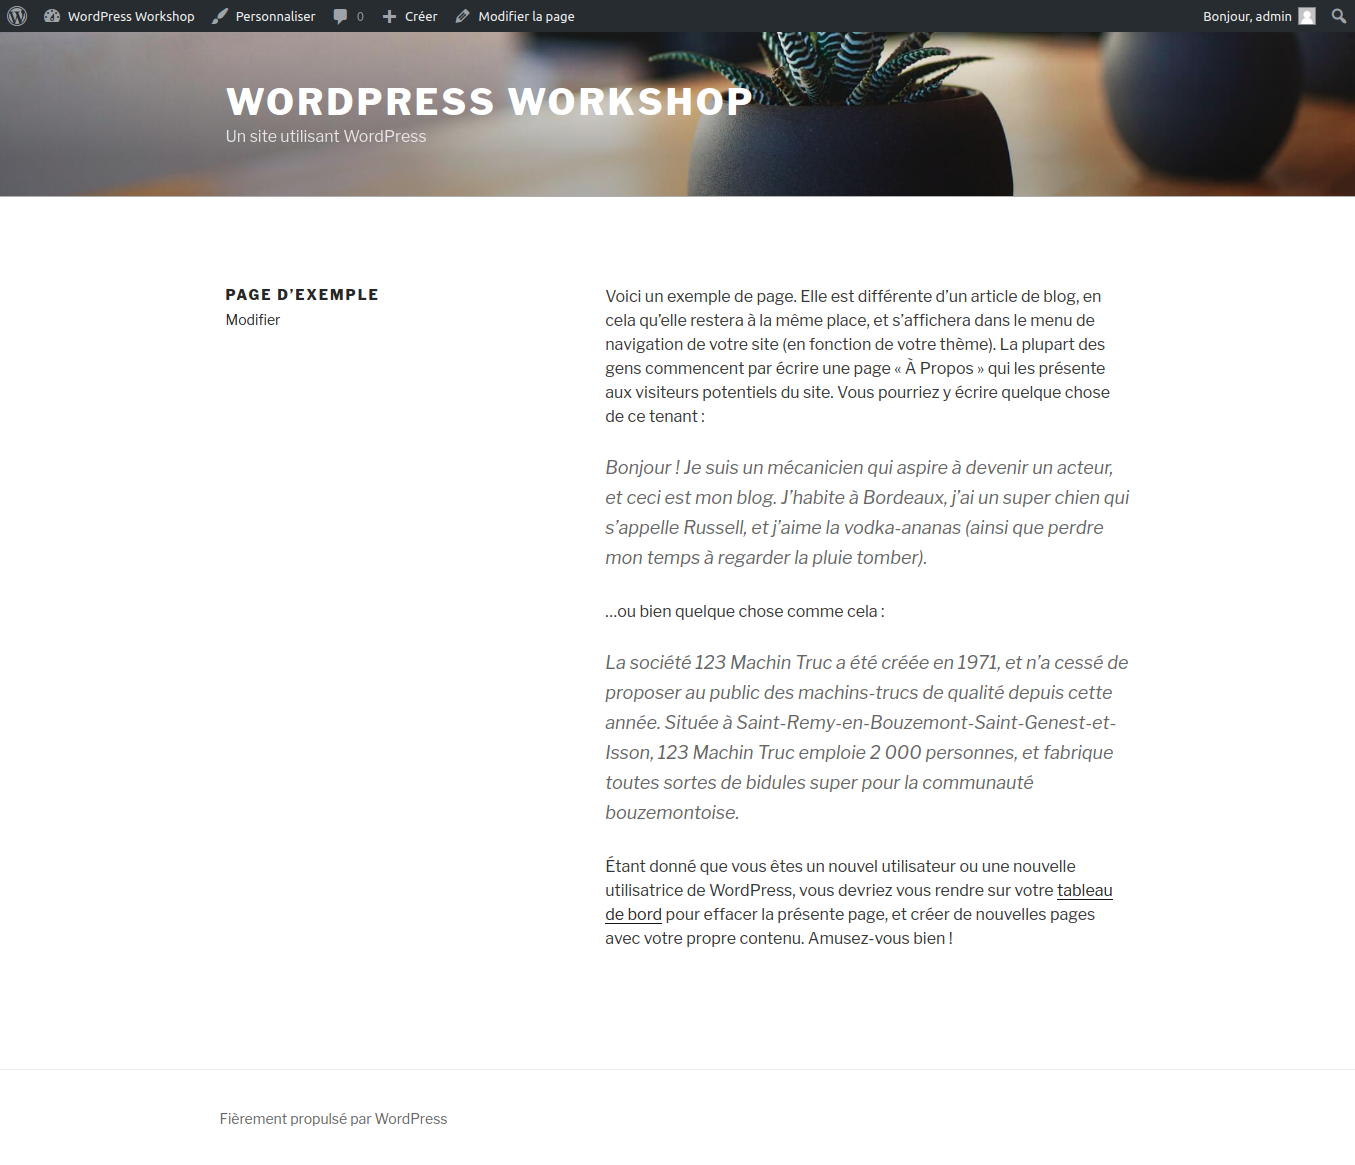 WordPress Workshop Personnaliser 0 Créer Modifier la page Bonjour, admin
WORDPRESS WORKSHOP
Un site utilisant WordPress
PAGE D’EXEMPLE
Modifier
Voici un exemple de page. Elle est différente d’un article de blog, en
cela qu’elle restera à la même place, et s’affichera dans le menu de
navigation de votre site (en fonction de votre thème). La plupart des
gens commencent par écrire une page « À Propos » qui les présente
aux visiteurs potentiels du site. Vous pourriez y écrire quelque chose
de ce tenant :
Bonjour ! Je suis un mécanicien qui aspire à devenir un acteur,
et ceci est mon blog. J’habite à Bordeaux, j’ai un super chien qui
s’appelle Russell, et j’aime la vodka-ananas (ainsi que perdre
mon temps à regarder la pluie tomber).
…ou bien quelque chose comme cela :
La société 123 Machin Truc a été créée en 1971, et n’a cessé de
proposer au public des machins-trucs de qualité depuis cette
année. Située à Saint-Remy-en-Bouzemont-Saint-Genest-et-
Isson, 123 Machin Truc emploie 2 000 personnes, et fabrique
toutes sortes de bidules super pour la communauté
bouzemontoise.
Étant donné que vous êtes un nouvel utilisateur ou une nouvelle
utilisatrice de WordPress, vous devriez vous rendre sur votre tableau
de bord pour effacer la présente page, et créer de nouvelles pages
avec votre propre contenu. Amusez-vous bien !
Fièrement propulsé par WordPress